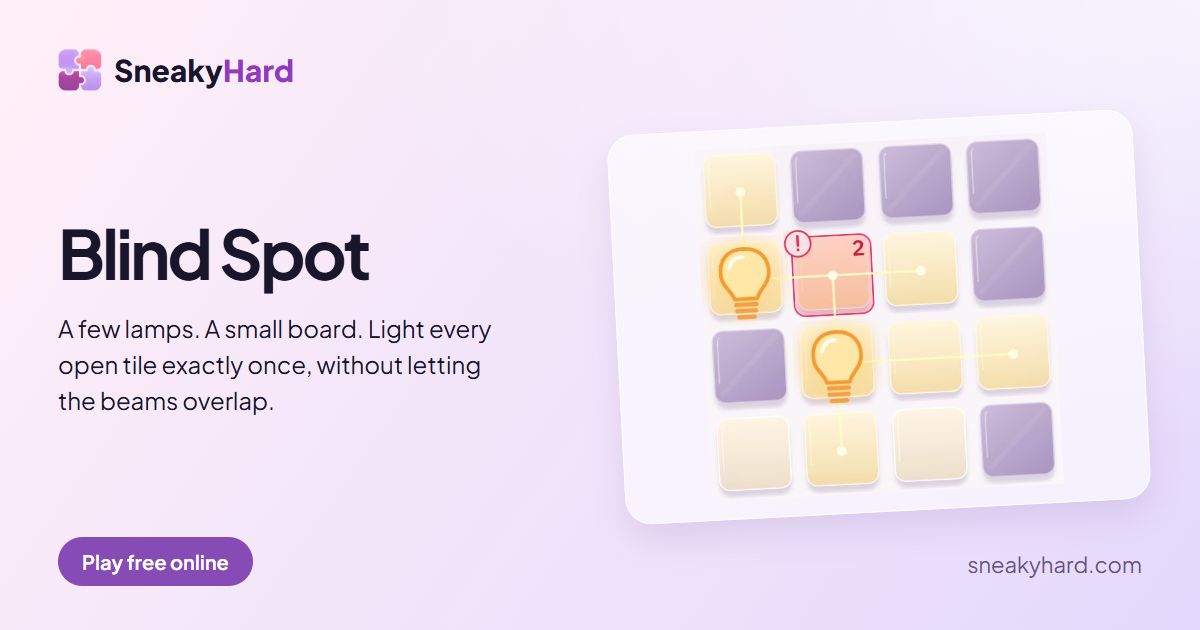 SneakyHard
Blind Spot
A few lamps. A small board. Light every
open tile exactly once, without letting
the beams overlap.
! 2
Play free online
sneakyhard.com